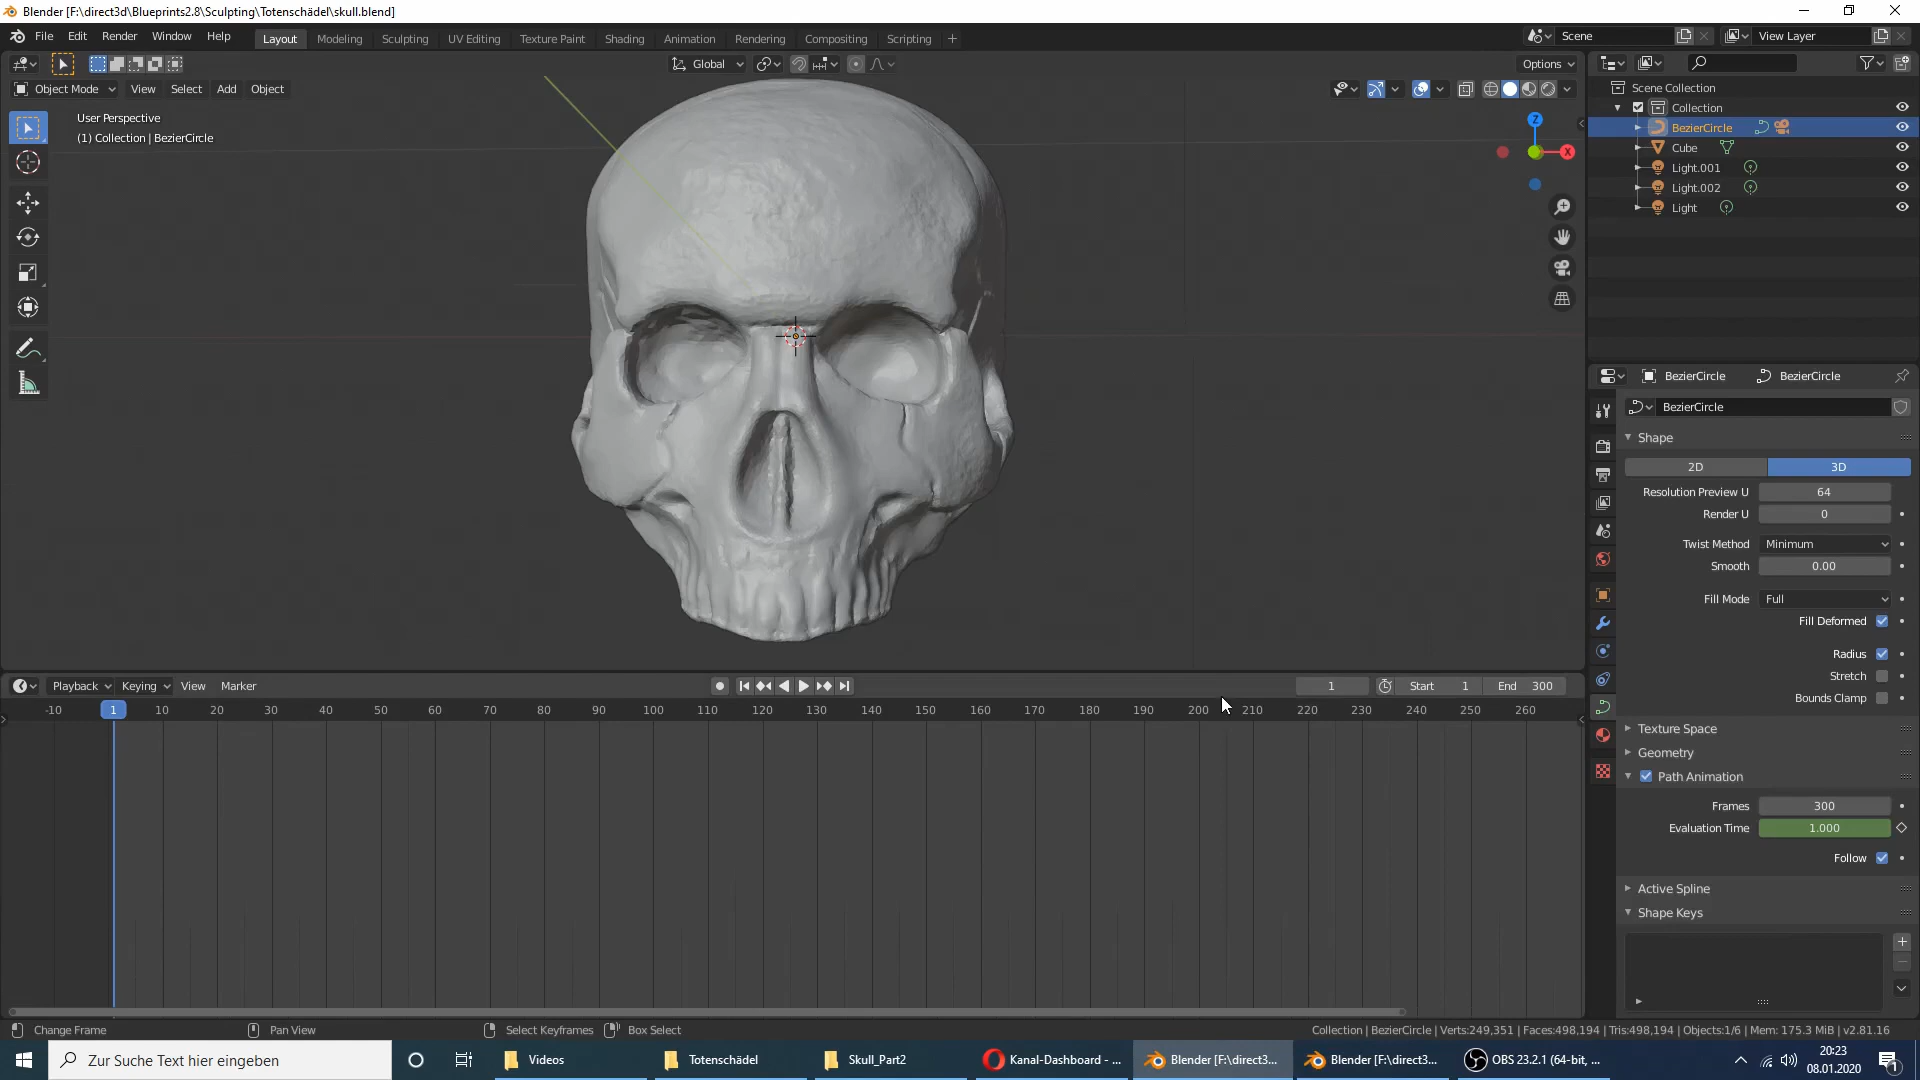 Blender [F:\direct3d\Blueprints2.8\Sculpting\Totenschädel\skull.blend]
File Edit Render Window Help Layout Modeling Sculpting UV Editing Texture Paint Shading Animation Rendering Compositing Scripting + Scene View Layer
Global Options
Object Mode View Select Add Object
User Perspective
(1) Collection | BezierCircle
Z
X
Scene Collection
Collection
BezierCircle
Cube
Light.001
Light.002
Light
BezierCircle BezierCircle
BezierCircle
Shape
2D 3D
Resolution Preview U 64
Render U 0
Twist Method Minimum
Smooth 0.00
Fill Mode Full
Fill Deformed
Radius
Stretch
Bounds Clamp
Texture Space
Geometry
Path Animation
Frames 300
Evaluation Time 1.000
Follow
Active Spline
Shape Keys
Playback Keying View Marker 1 Start 1 End 300
-10 1 10 20 30 40 50 60 70 80 90 100 110 120 130 140 150 160 170 180 190 200 210 220 230 240 250 260
Change Frame Pan View Select Keyframes Box Select Collection | BezierCircle | Verts:249,351 | Faces:498,194 | Tris:498,194 | Objects:1/6 | Mem: 175.3 MiB | v2.81.16
Zur Suche Text hier eingeben Videos Totenschädel Skull_Part2 Kanal-Dashboard - ... Blender [F:\direct3... Blender [F:\direct3... OBS 23.2.1 (64-bit, ...
20:23
08.01.2020
1